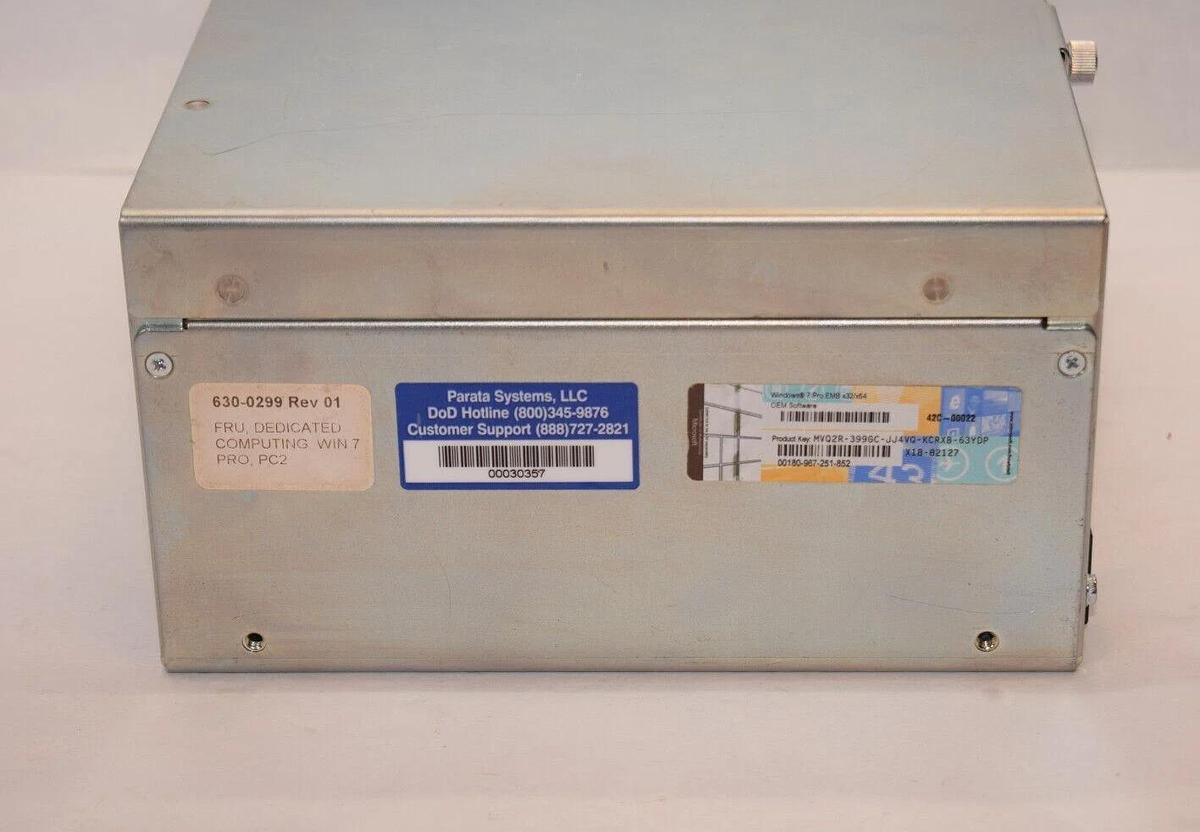 630-0299 Rev 01
FRU, DEDICATED
COMPUTING WIN 7
PRO, PC2
Parata Systems, LLC
DoD Hotline (800)345-9876
Customer Support (888)727-2821
00030357
Windows® 7 Pro EMB x32/x64
OEM Software
42C-00022
Product Key: MVQ2R-399GC-JJ4VQ-KCRXB-63YDP
X18-02127
00180-967-251-852
Microsoft